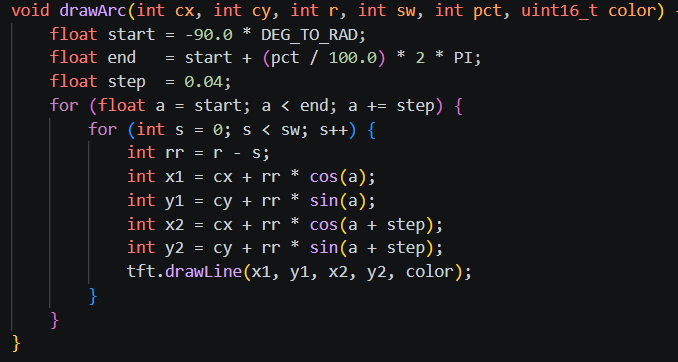 void drawArc(int cx, int cy, int r, int sw, int pct, uint16_t color)
    float start = -90.0 * DEG_TO_RAD;
    float end   = start + (pct / 100.0) * 2 * PI;
    float step  = 0.04;
    for (float a = start; a < end; a += step) {
        for (int s = 0; s < sw; s++) {
            int rr = r - s;
            int x1 = cx + rr * cos(a);
            int y1 = cy + rr * sin(a);
            int x2 = cx + rr * cos(a + step);
            int y2 = cy + rr * sin(a + step);
            tft.drawLine(x1, y1, x2, y2, color);
        }
    }
}